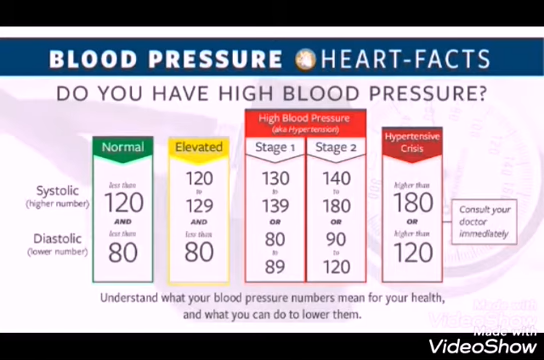 BLOOD PRESSURE HEART-FACTS
DO YOU HAVE HIGH BLOOD PRESSURE?
High Blood Pressure
(aka Hypertension)
Normal Elevated Stage 1 Stage 2 Hypertensive
Crisis
Systolic
(higher number)
less than
120
AND
less than
80
120
to
129
AND
less than
80
130
to
139
OR
80
to
89
140
to
180
OR
90
to
120
higher than
180
OR
higher than
120
Diastolic
(lower number)
Consult your
doctor
immediately
Understand what your blood pressure numbers mean for your health,
and what you can do to lower them.
Made with
VideoShow
Made with
VideoShow